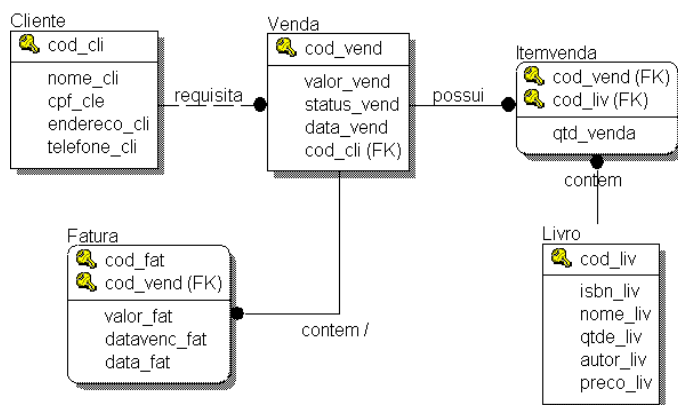 Cliente
cod_cli
nome_cli
cpf_cle
endereco_cli
telefone_cli
requisita
Venda
cod_vend
valor_vend
status_vend
data_vend
cod_cli (FK)
possui
Itemvenda
cod_vend (FK)
cod_liv (FK)
qtd_venda
contem
Fatura
cod_fat
cod_vend (FK)
valor_fat
datavenc_fat
data_fat
contem /
Livro
cod_liv
isbn_liv
nome_liv
qtde_liv
autor_liv
preco_liv